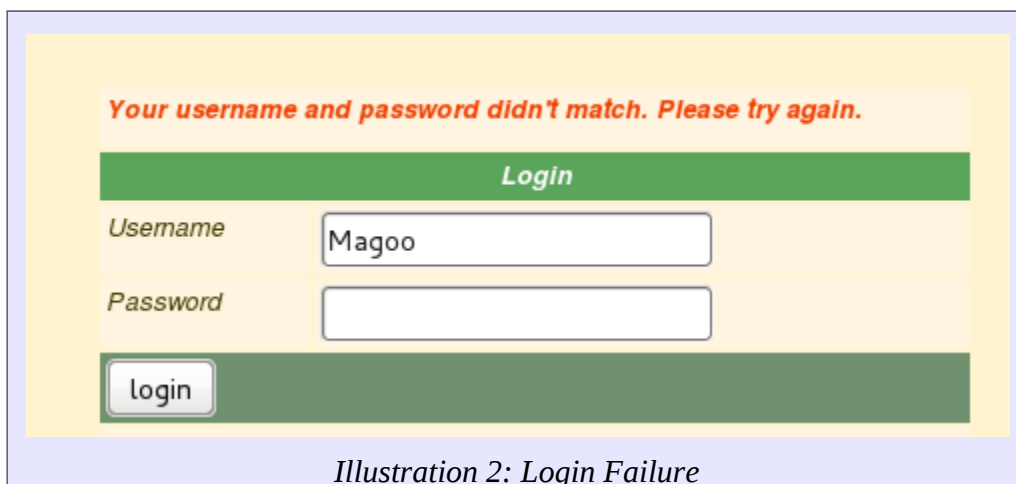 Your username and password didn't match. Please try again.
Login
Username
Magoo
Password
login
Illustration 2: Login Failure